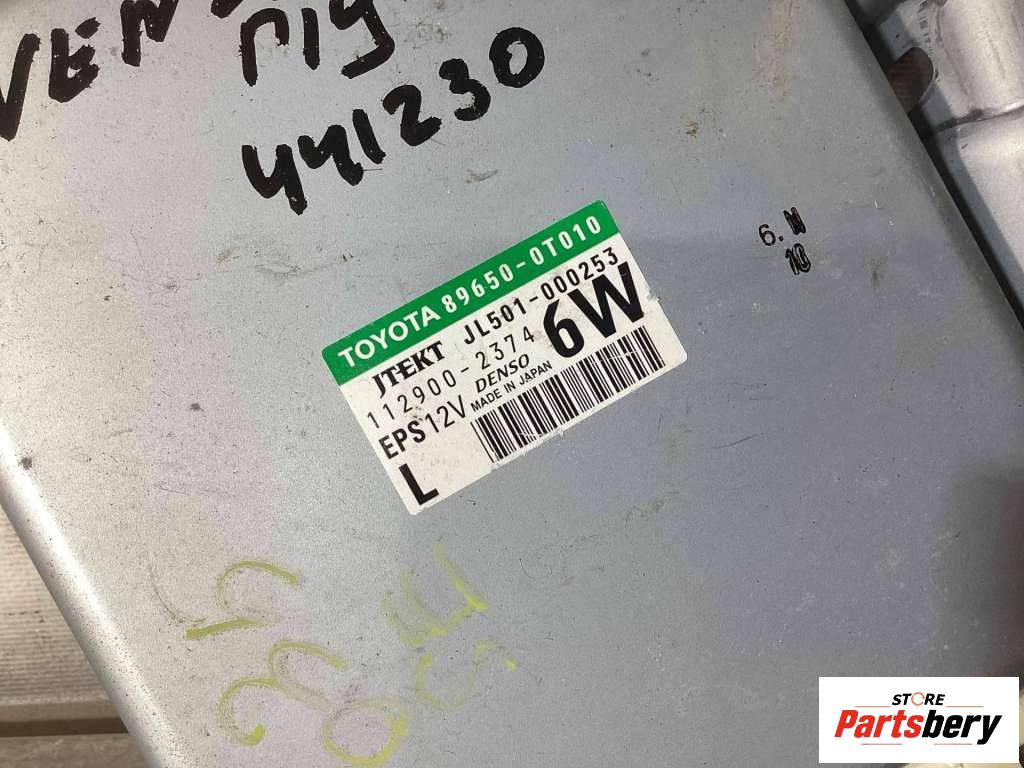 П19
441230
TOYOTA 89650-0T010
JTEKT JL501-000253
112900-2374 6W
EPS12V DENSO
MADE IN JAPAN
L
6.
10
STORE
Partsbery